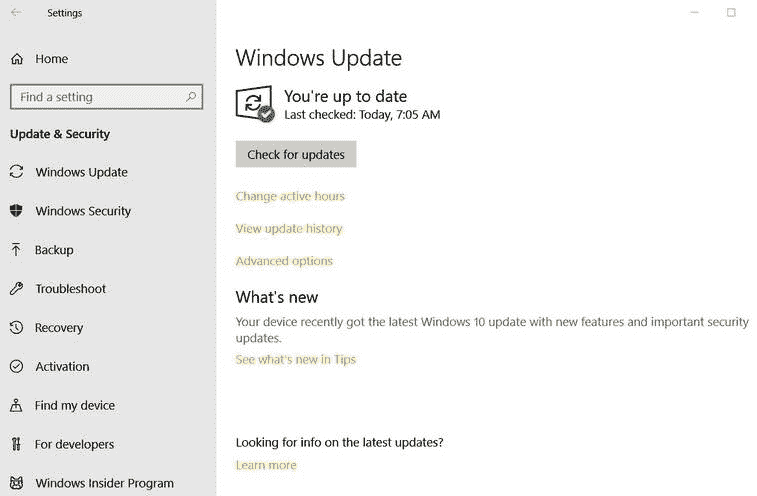 Settings
Home
Find a setting
Update & Security
Windows Update
Windows Security
Backup
Troubleshoot
Recovery
Activation
Find my device
For developers
Windows Insider Program
Windows Update
You're up to date
Last checked: Today, 7:05 AM
Check for updates
Change active hours
View update history
Advanced options
What's new
Your device recently got the latest Windows 10 update with new features and important security
updates.
See what's new in Tips
Looking for info on the latest updates?
Learn more